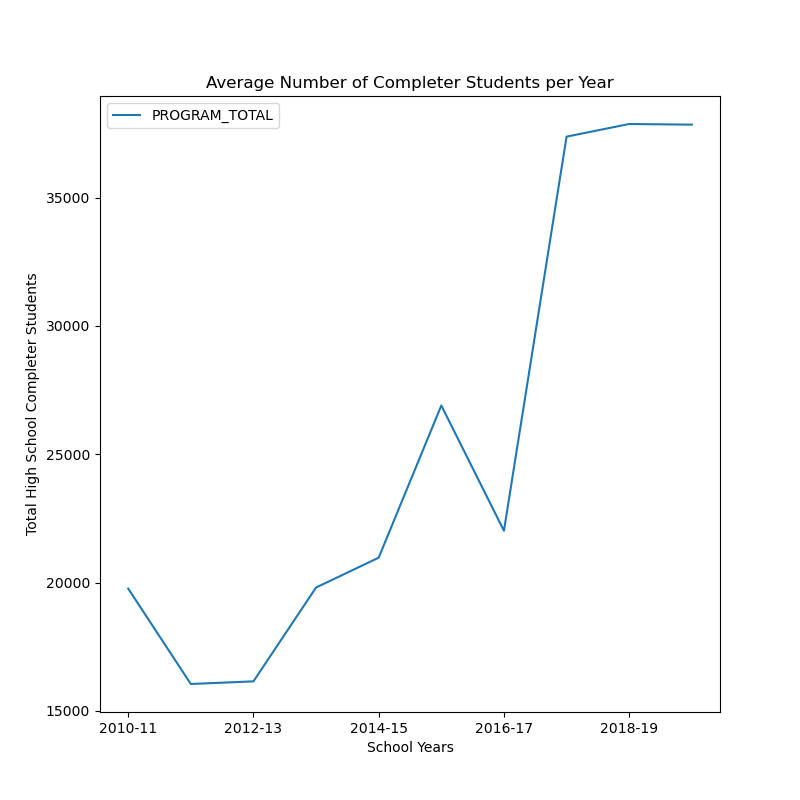 Average Number of Completer Students per Year
PROGRAM_TOTAL
Total High School Completer Students
35000
30000
25000
20000
15000
2010-11
2012-13
2014-15
2016-17
2018-19
School Years